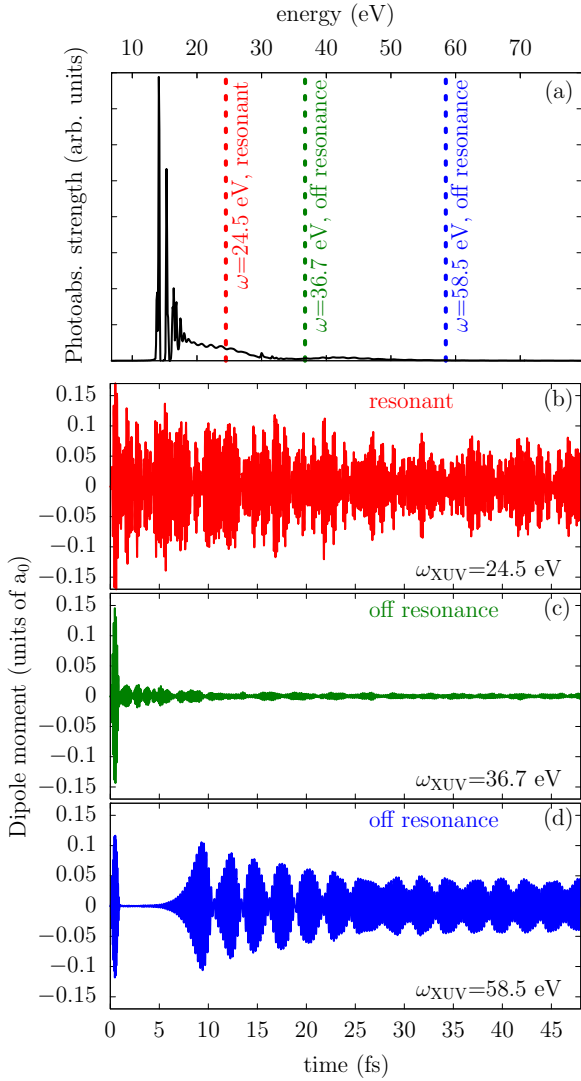 energy (eV)
10 20 30 40 50 60 70
(a)
Photoabs. strength (arb. units)
ω=24.5 eV, resonant
ω=36.7 eV, off resonance
ω=58.5 eV, off resonance
Dipole moment (units of a₀)
resonant (b)
0.15
0.1
0.05
0
−0.05
−0.1
−0.15
ω_XUV=24.5 eV
off resonance (c)
0.15
0.1
0.05
0
−0.05
−0.1
−0.15
ω_XUV=36.7 eV
off resonance (d)
0.15
0.1
0.05
0
−0.05
−0.1
−0.15
ω_XUV=58.5 eV
0 5 10 15 20 25 30 35 40 45
time (fs)